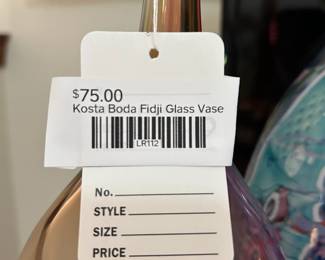 $75.00
Kosta Boda Fidji Glass Vase
LR112
No.
STYLE
SIZE
PRICE